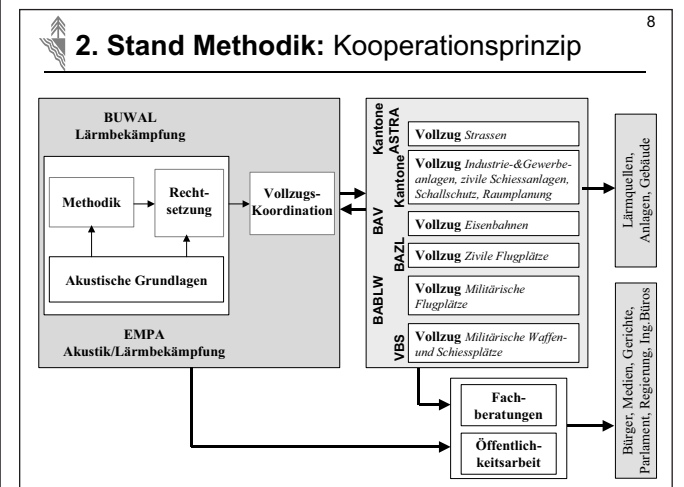 8
2. Stand Methodik: Kooperationsprinzip
BUWAL
Lärmbekämpfung
Methodik
Recht-
setzung
Akustische Grundlagen
Vollzugs-
Koordination
EMPA
Akustik/Lärmbekämpfung
Kantone
ASTRA
Vollzug Strassen
Kantone
Vollzug Industrie-&Gewerbe-
anlagen, zivile Schiessanlagen,
Schallschutz, Raumplanung
BAV
Vollzug Eisenbahnen
BAZL
Vollzug Zivile Flugplätze
BABLW
Vollzug Militärische
Flugplätze
VBS
Vollzug Militärische Waffen-
und Schiessplätze
Fach-
beratungen
Öffentlich-
keitsarbeit
Lärmquellen,
Anlagen, Gebäude
Bürger, Medien, Gerichte,
Parlament, Regierung, Ing.Büros